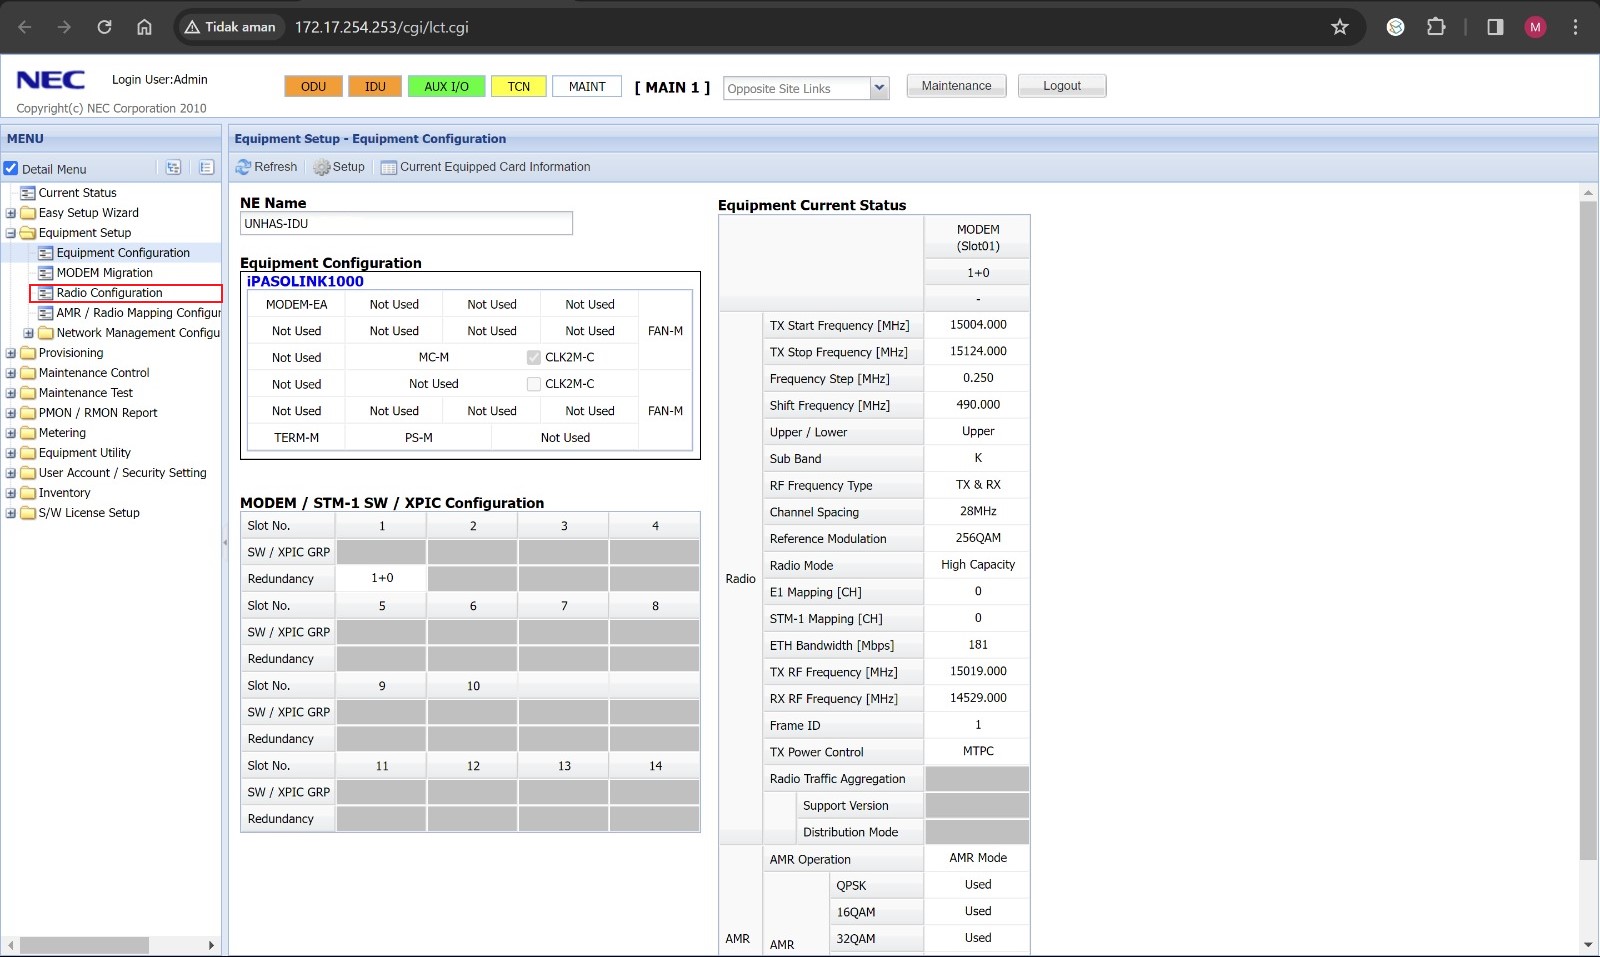 Tidak aman 172.17.254.253/cgi/lct.cgi M
NEC Login User:Admin
Copyright(c) NEC Corporation 2010
ODU IDU AUX I/O TCN MAINT [ MAIN 1 ] Opposite Site Links Maintenance Logout
MENU
Detail Menu
Current Status
Easy Setup Wizard
Equipment Setup
Equipment Configuration
MODEM Migration
Radio Configuration
AMR / Radio Mapping Configur
Network Management Configu
Provisioning
Maintenance Control
Maintenance Test
PMON / RMON Report
Metering
Equipment Utility
User Account / Security Setting
Inventory
S/W License Setup
Equipment Setup - Equipment Configuration
Refresh Setup Current Equipped Card Information
NE Name
UNHAS-IDU
Equipment Configuration
iPASOLINK1000
MODEM-EA Not Used Not Used Not Used
Not Used Not Used Not Used Not Used FAN-M
Not Used MC-M CLK2M-C
Not Used Not Used CLK2M-C
Not Used Not Used Not Used Not Used FAN-M
TERM-M PS-M Not Used
MODEM / STM-1 SW / XPIC Configuration
Slot No. 1 2 3 4
SW / XPIC GRP
Redundancy 1+0
Slot No. 5 6 7 8
SW / XPIC GRP
Redundancy
Slot No. 9 10
SW / XPIC GRP
Redundancy
Slot No. 11 12 13 14
SW / XPIC GRP
Redundancy
Equipment Current Status
MODEM
(Slot01)
1+0
-
TX Start Frequency [MHz] 15004.000
TX Stop Frequency [MHz] 15124.000
Frequency Step [MHz] 0.250
Shift Frequency [MHz] 490.000
Upper / Lower Upper
Sub Band K
RF Frequency Type TX & RX
Channel Spacing 28MHz
Reference Modulation 256QAM
Radio Mode High Capacity
Radio
E1 Mapping [CH] 0
STM-1 Mapping [CH] 0
ETH Bandwidth [Mbps] 181
TX RF Frequency [MHz] 15019.000
RX RF Frequency [MHz] 14529.000
Frame ID 1
TX Power Control MTPC
Radio Traffic Aggregation
Support Version
Distribution Mode
AMR Operation AMR Mode
QPSK Used
16QAM Used
AMR AMR 32QAM Used